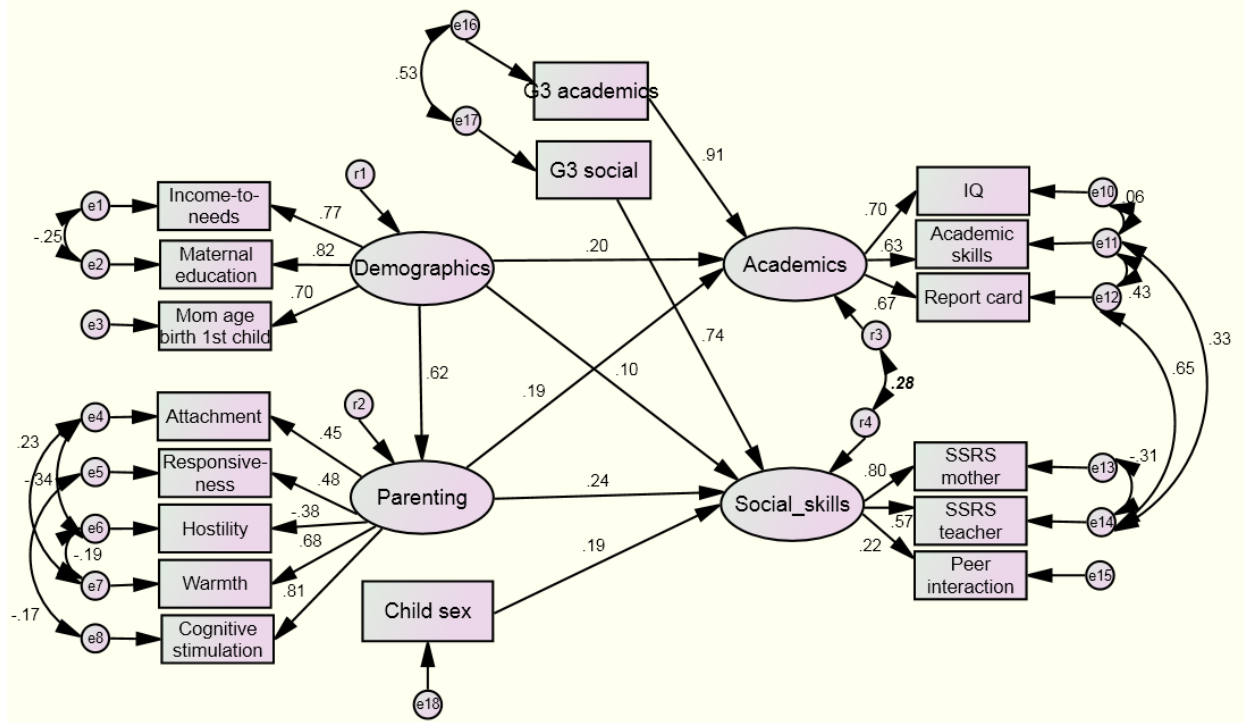 e16
.53
G3 academics
e17
G3 social
.91
r1
Income-to-
needs
e1
.77
-.25
Maternal
education
e2
.82
Demographics
.20
Academics
.70
IQ
e10
.06
.63
Academic
skills
e11
.67
Report card
e12
.43
e3
Mom age
birth 1st child
.70
r3
.33
.74
.65
.62
.19
.10
.28
r4
r2
e4
Attachment
.23
.45
e5
Responsive-
ness
.48
-.34
Parenting
.24
Social_skills
.80
SSRS
mother
e13
-.31
e6
Hostility
-.38
.57
SSRS
teacher
e14
-.19
.68
.22
e7
Warmth
.19
Peer
interaction
e15
.81
-.17
e8
Cognitive
stimulation
Child sex
e18